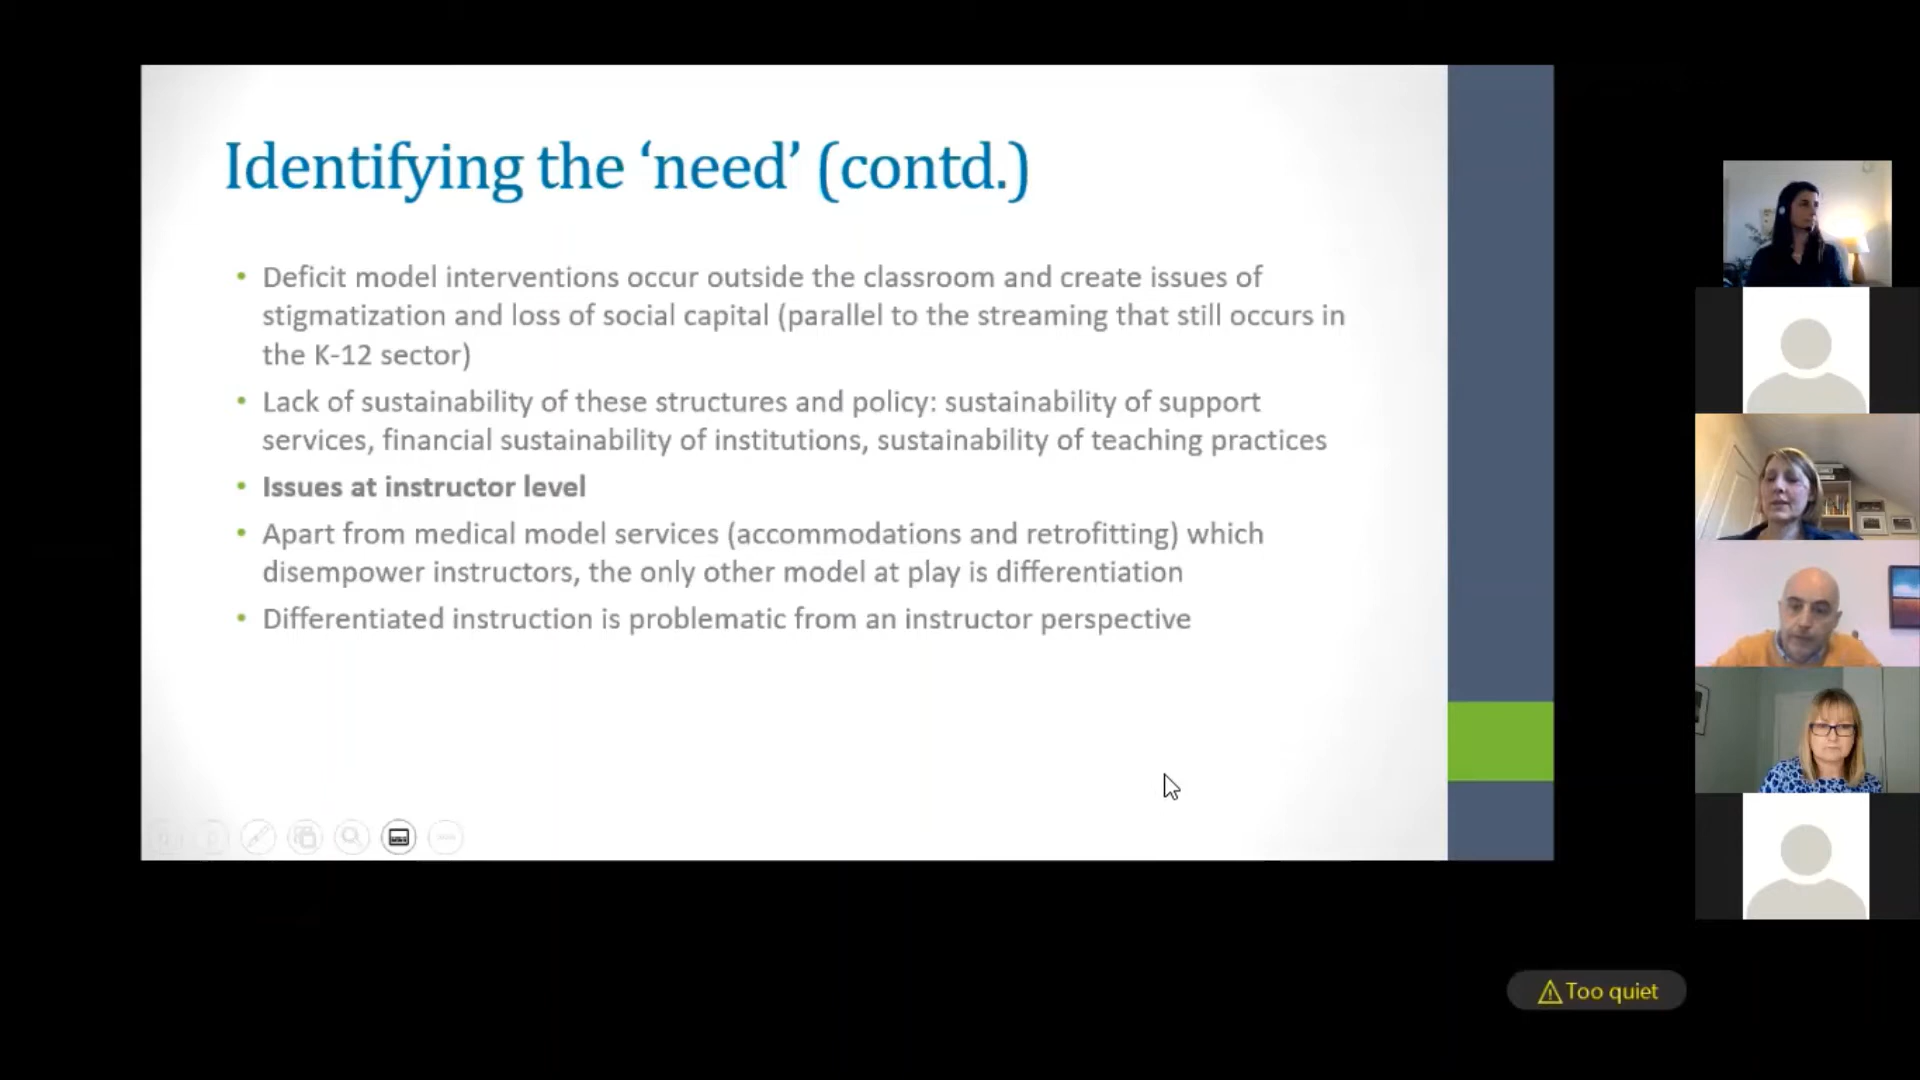 Identifying the ‘need’ (contd.)
• Deficit model interventions occur outside the classroom and create issues of
stigmatization and loss of social capital (parallel to the streaming that still occurs in
the K-12 sector)
• Lack of sustainability of these structures and policy: sustainability of support
services, financial sustainability of institutions, sustainability of teaching practices
• Issues at instructor level
• Apart from medical model services (accommodations and retrofitting) which
disempower instructors, the only other model at play is differentiation
• Differentiated instruction is problematic from an instructor perspective
Too quiet